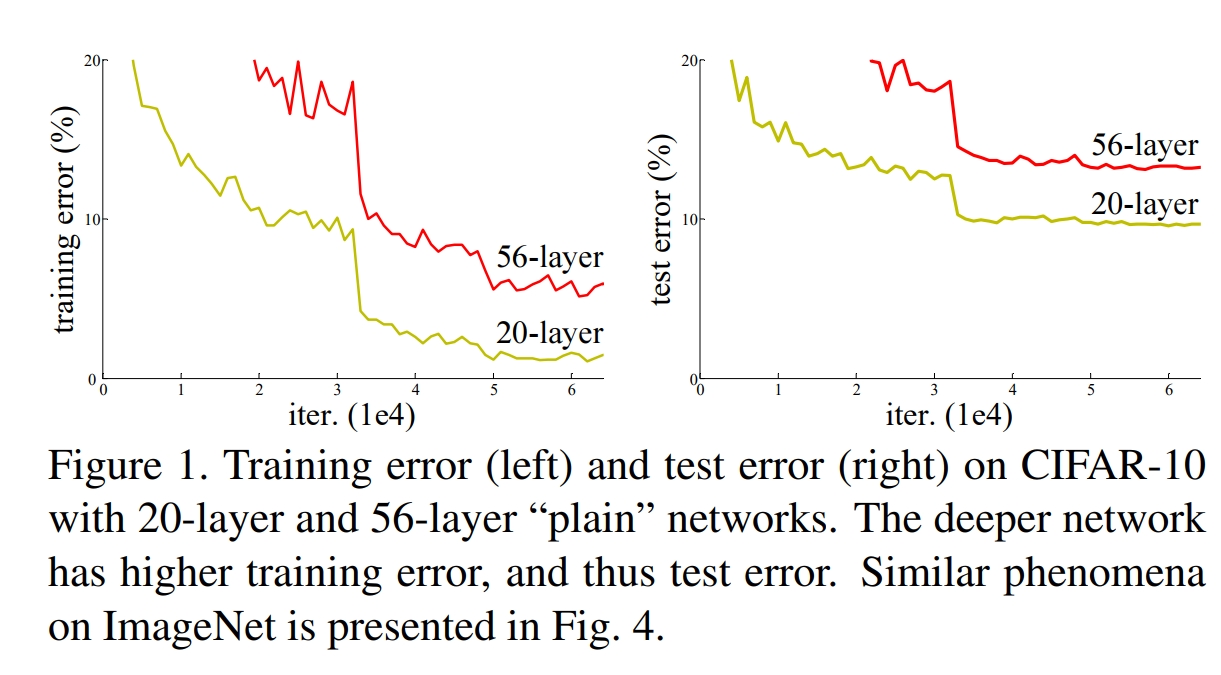 20
10
0
training error (%)
56-layer
20-layer
0 1 2 3 4 5 6
iter. (1e4)
20
10
0
test error (%)
56-layer
20-layer
0 1 2 3 4 5 6
iter. (1e4)
Figure 1. Training error (left) and test error (right) on CIFAR-10
with 20-layer and 56-layer “plain” networks. The deeper network
has higher training error, and thus test error. Similar phenomena
on ImageNet is presented in Fig. 4.